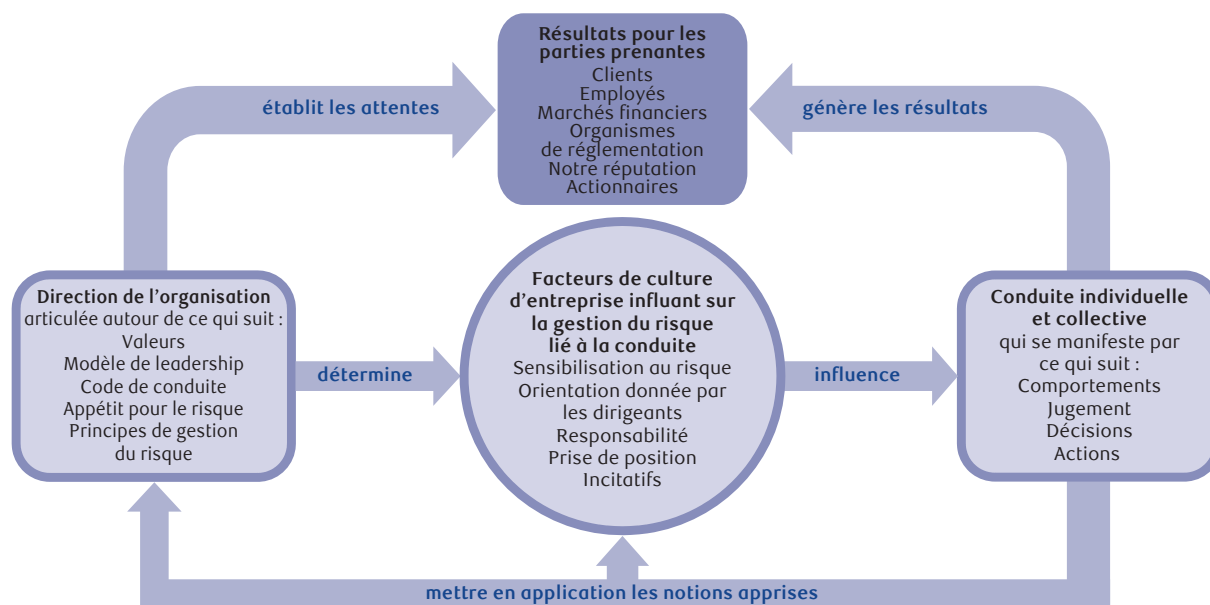 Résultats pour les
parties prenantes
Clients
Employés
Marchés financiers
Organismes
de réglementation
Notre réputation
Actionnaires
établit les attentes
génère les résultats
Direction de l’organisation
articulée autour de ce qui suit :
Valeurs
Modèle de leadership
Code de conduite
Appétit pour le risque
Principes de gestion
du risque
détermine
Facteurs de culture
d’entreprise influant sur
la gestion du risque
lié à la conduite
Sensibilisation au risque
Orientation donnée par
les dirigeants
Responsabilité
Prise de position
Incitatifs
influence
Conduite individuelle
et collective
qui se manifeste par
ce qui suit :
Comportements
Jugement
Décisions
Actions
mettre en application les notions apprises